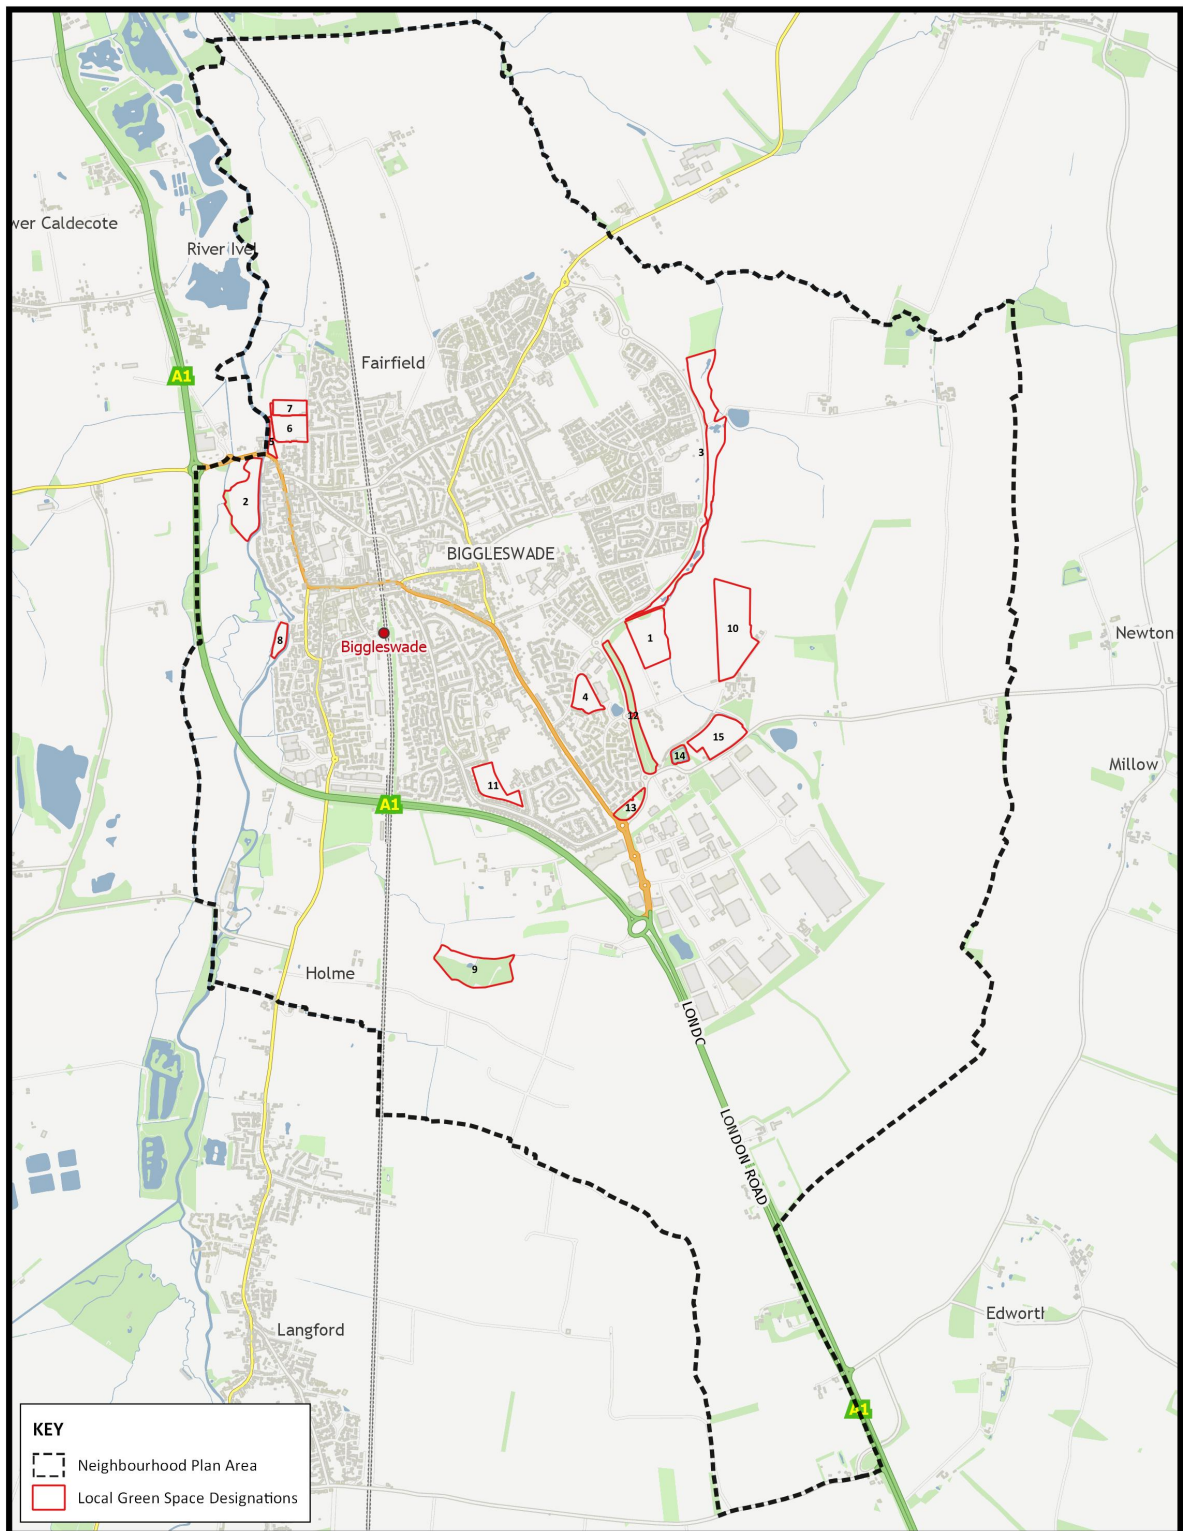 wer Caldecote
River Ivel
Fairfield
A1
7
6
5
3
2
BIGGLESWADE
10
Newton
1
8
Biggleswade
4
12
15
14
Millow
11
13
A1
Holme
9
LONDC
LONDON ROAD
Edworth
Langford
A1
KEY
Neighbourhood Plan Area
Local Green Space Designations